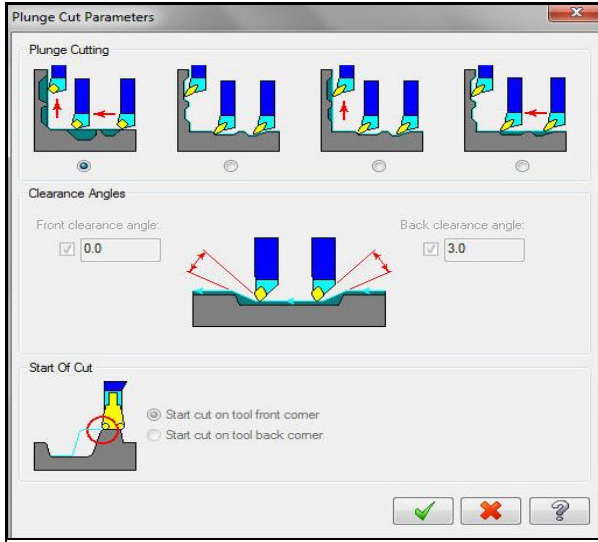 Plunge Cut Parameters
Plunge Cutting
Clearance Angles
Front clearance angle:
0.0
Back clearance angle:
3.0
Start Of Cut
Start cut on tool front corner
Start cut on tool back corner